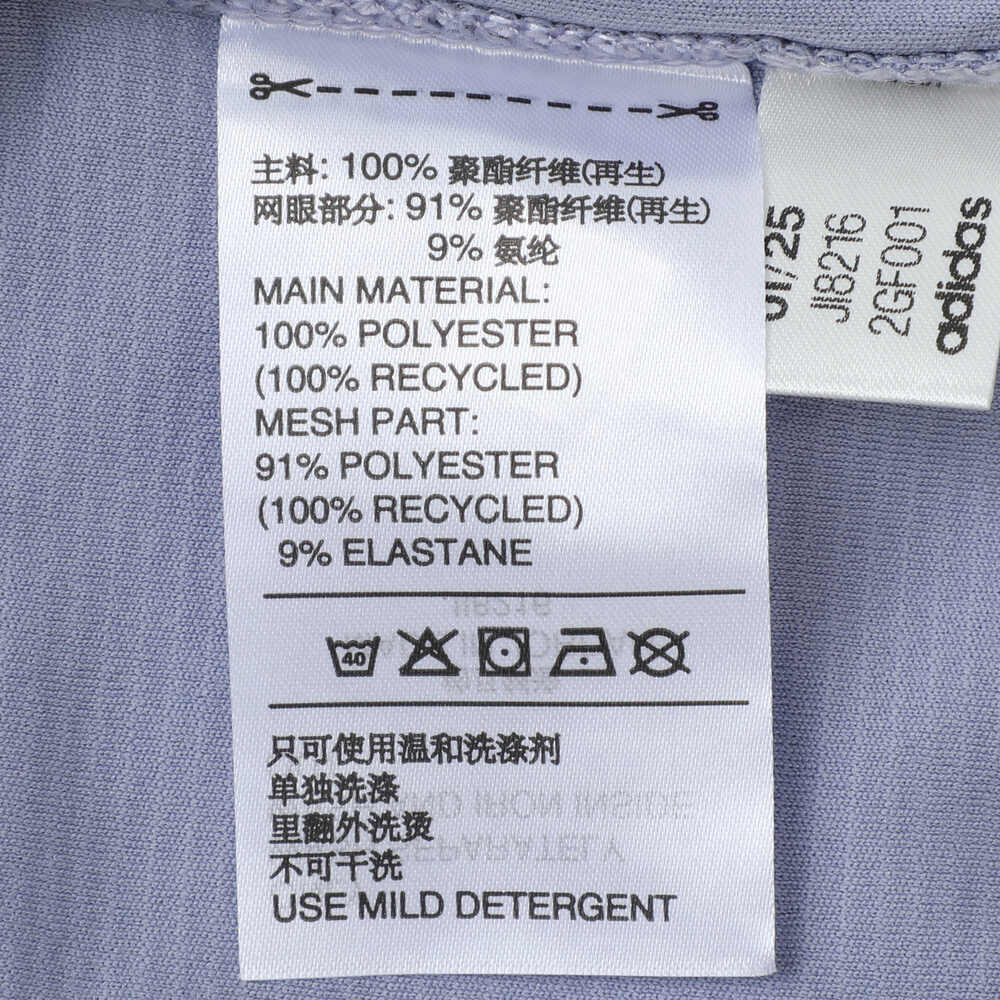 主料: 100% 聚酯纤维(再生)
网眼部分: 91% 聚酯纤维(再生)
9% 氨纶
MAIN MATERIAL:
100% POLYESTER
(100% RECYCLED)
MESH PART:
91% POLYESTER
(100% RECYCLED)
9% ELASTANE
40
只可使用温和洗涤剂
单独洗涤
里翻外洗烫
不可干洗
USE MILD DETERGENT
adidas
2GF001
JI8216
01/25